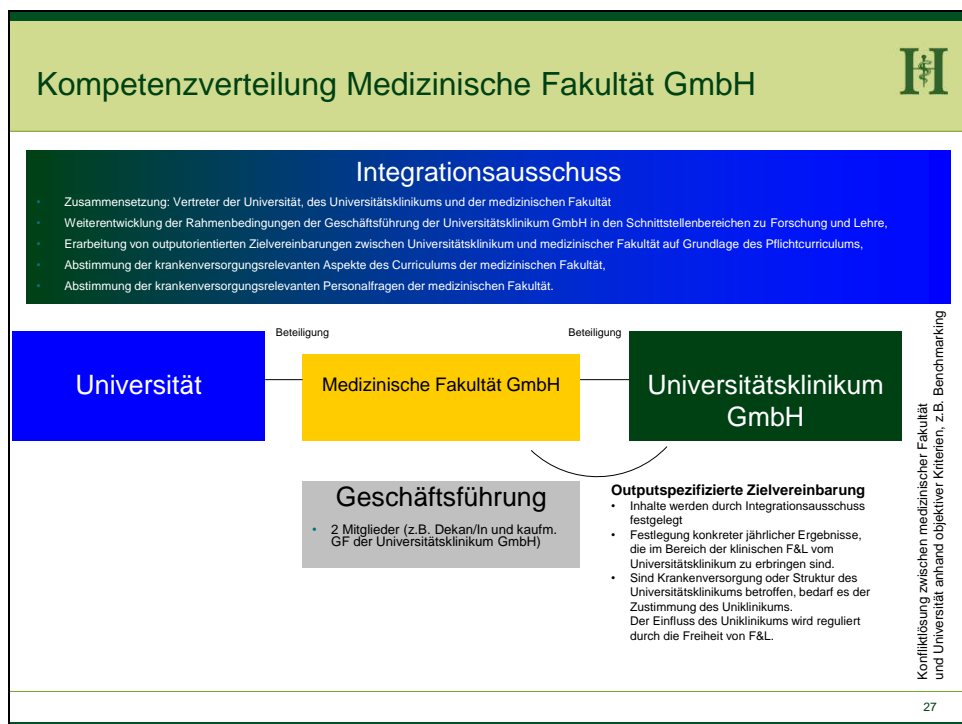 Kompetenzverteilung Medizinische Fakultät GmbH
Integrationsausschuss
• Zusammensetzung: Vertreter der Universität, des Universitätsklinikums und der medizinischen Fakultät
• Weiterentwicklung der Rahmenbedingungen der Geschäftsführung der Universitätsklinikum GmbH in den Schnittstellenbereichen zu Forschung und Lehre,
• Erarbeitung von outputorientierten Zielvereinbarungen zwischen Universitätsklinikum und medizinischer Fakultät auf Grundlage des Pflichtcurriculums,
• Abstimmung der krankenversorgungsrelevanten Aspekte des Curriculums der medizinischen Fakultät,
• Abstimmung der krankenversorgungsrelevanten Personalfragen der medizinischen Fakultät.
Beteiligung
Beteiligung
Universität
Medizinische Fakultät GmbH
Universitätsklinikum
GmbH
Geschäftsführung
• 2 Mitglieder (z.B. Dekan/In und kaufm.
GF der Universitätsklinikum GmbH)
Outputspezifizierte Zielvereinbarung
• Inhalte werden durch Integrationsausschuss
festgelegt
• Festlegung konkreter jährlicher Ergebnisse,
die im Bereich der klinischen F&L vom
Universitätsklinikum zu erbringen sind.
• Sind Krankenversorgung oder Struktur des
Universitätsklinikums betroffen, bedarf es der
Zustimmung des Uniklinikums.
Der Einfluss des Uniklinikums wird reguliert
durch die Freiheit von F&L.
Konfliktlösung zwischen medizinischer Fakultät
und Universität anhand objektiver Kriterien, z.B. Benchmarking
27